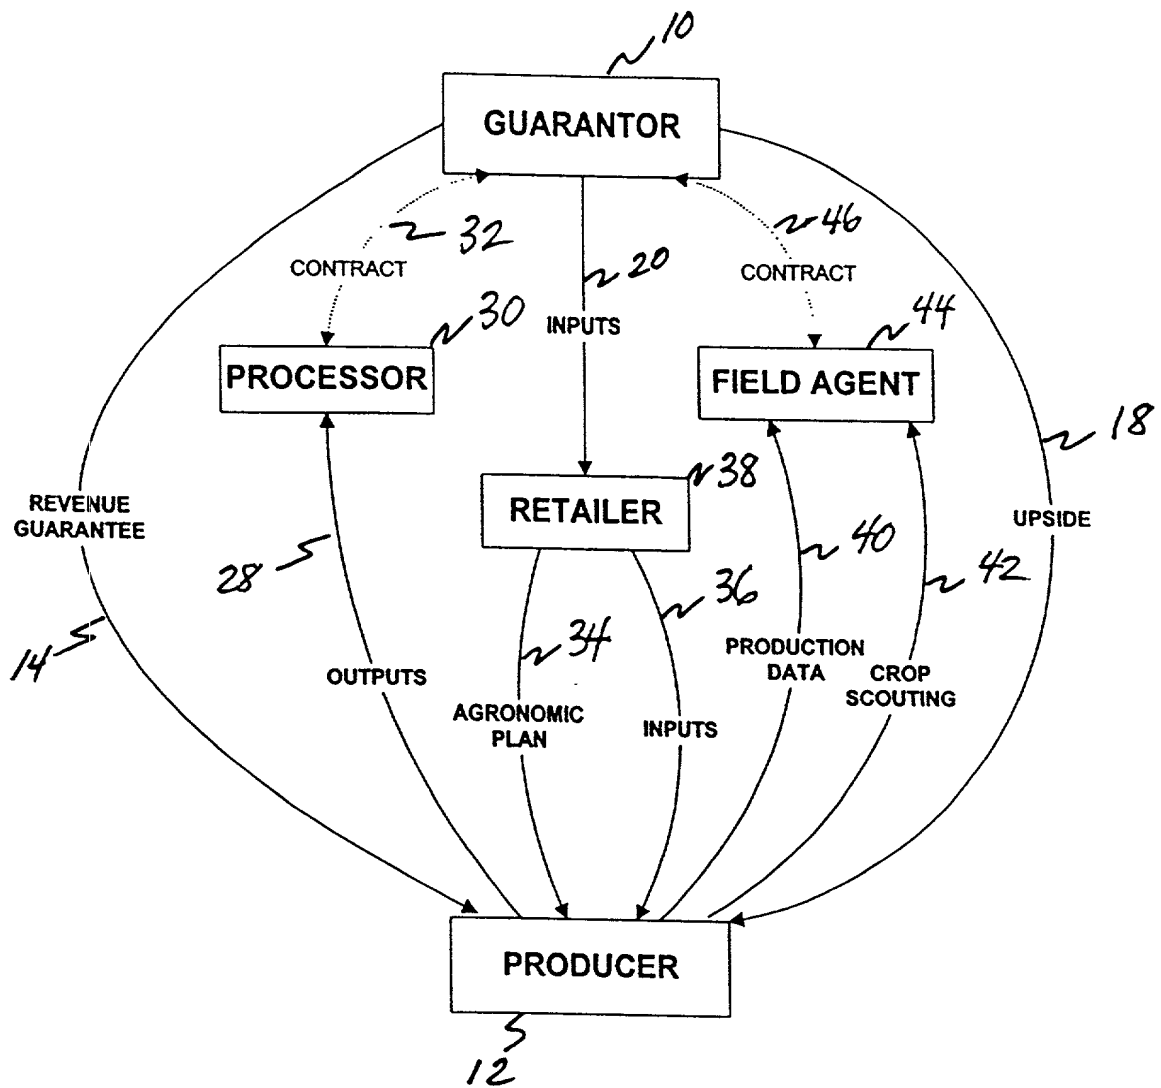 10
GUARANTOR
32
46
20
CONTRACT
CONTRACT
30
INPUTS
44
PROCESSOR
FIELD AGENT
18
38
REVENUE
GUARANTEE
RETAILER
UPSIDE
28
40
42
36
14
34
OUTPUTS
PRODUCTION
DATA
CROP
SCOUTING
AGRONOMIC
PLAN
INPUTS
PRODUCER
12